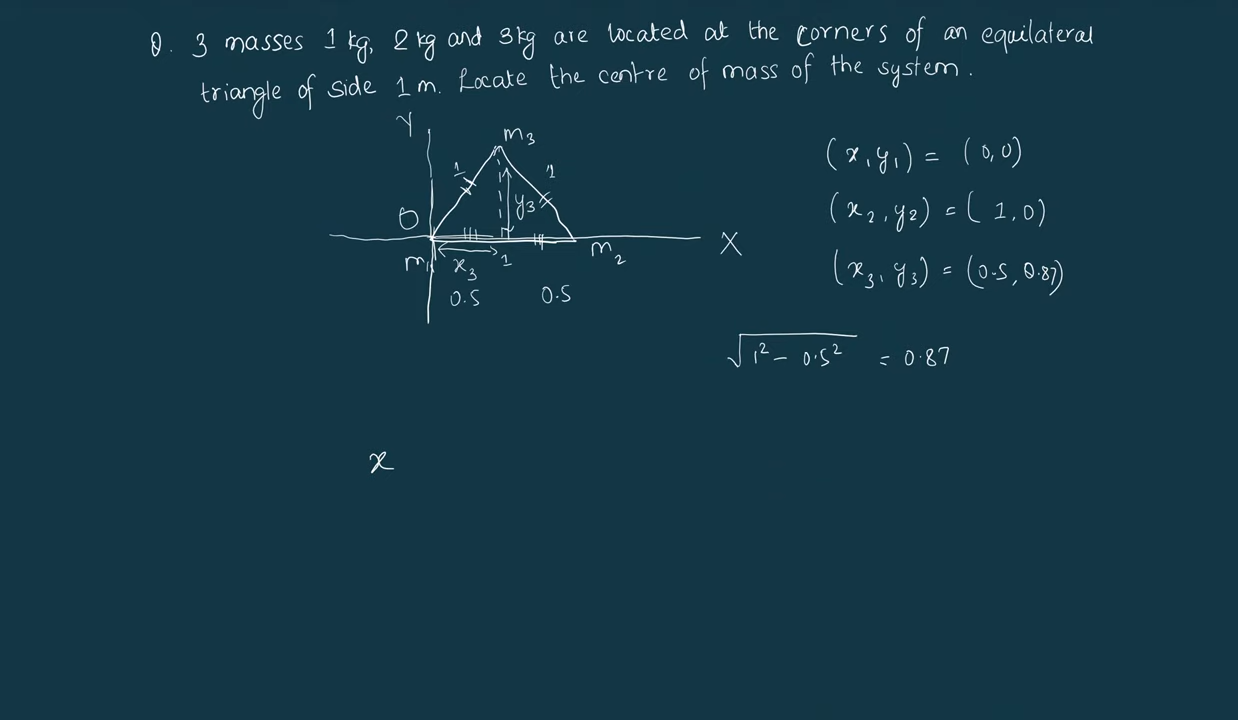 Q. 3 masses 1 kg, 2 kg and 3 kg are located at the corners of an equilateral
triangle of side 1 m. Locate the centre of mass of the system.
Y
m3
1
1
y3
O
X
m1
x3
1
m2
0.5
0.5
(x1, y1) = (0,0)
(x2, y2) = (1,0)
(x3, y3) = (0.5, 0.87)
√1² - 0.5² = 0.87
x